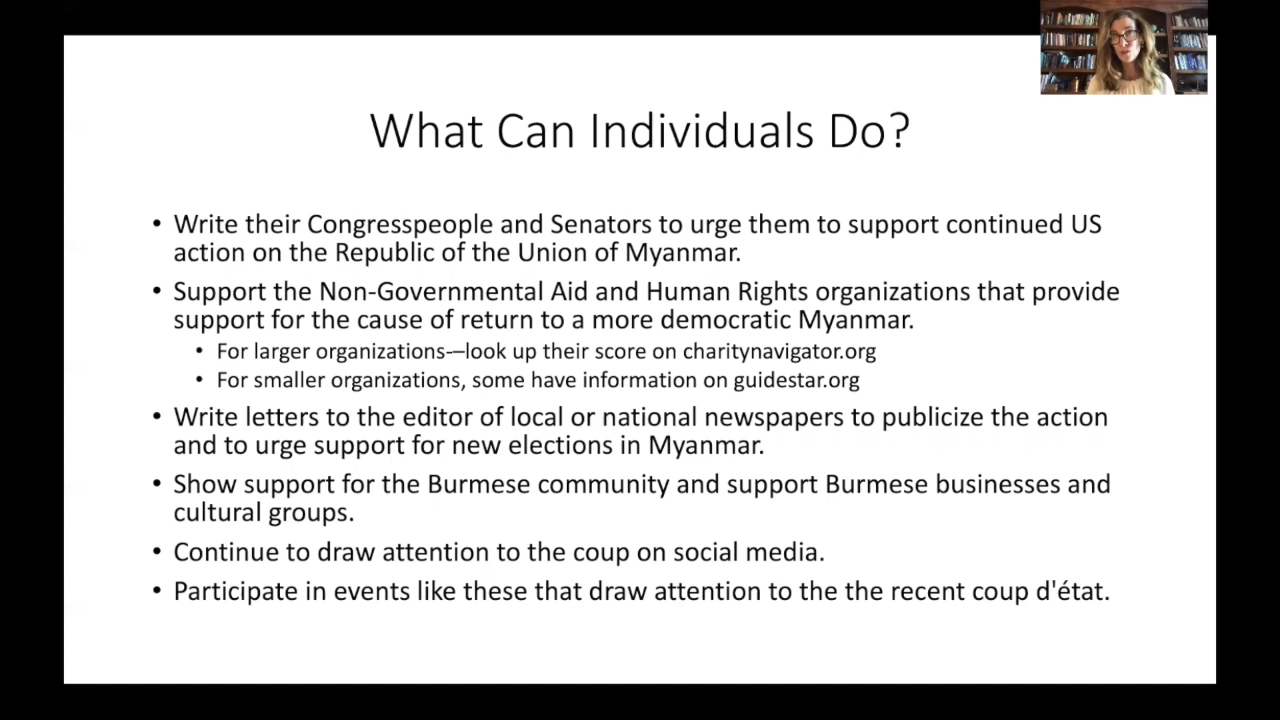 What Can Individuals Do?
• Write their Congresspeople and Senators to urge them to support continued US
action on the Republic of the Union of Myanmar.
• Support the Non-Governmental Aid and Human Rights organizations that provide
support for the cause of return to a more democratic Myanmar.
• For larger organizations-–look up their score on charitynavigator.org
• For smaller organizations, some have information on guidestar.org
• Write letters to the editor of local or national newspapers to publicize the action
and to urge support for new elections in Myanmar.
• Show support for the Burmese community and support Burmese businesses and
cultural groups.
• Continue to draw attention to the coup on social media.
• Participate in events like these that draw attention to the the recent coup d'état.